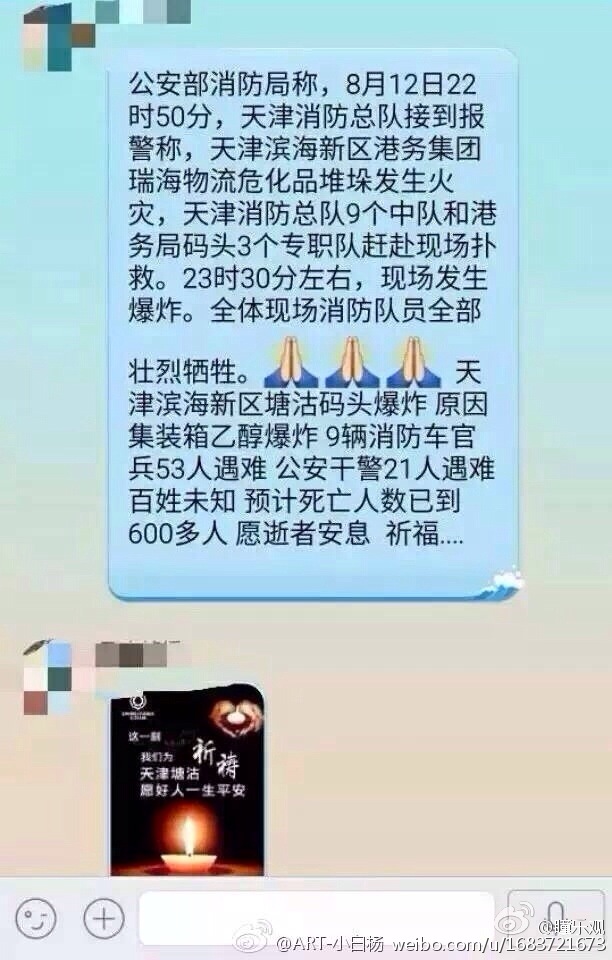 公安部消防局称，8月12日22
时50分，天津消防总队接到报
警称，天津滨海新区港务集团
瑞海物流危化品堆垛发生火
灾，天津消防总队9个中队和港
务局码头3个专职队赶赴现场扑
救。23时30分左右，现场发生
爆炸。全体现场消防队员全部
壮烈牺牲。🙏🙏🙏 天
津滨海新区塘沽码头爆炸 原因
集装箱乙醇爆炸 9辆消防车官
兵53人遇难 公安干警21人遇难
百姓未知 预计死亡人数已到
600多人 愿逝者安息 祈福....
这一刻
我们为 祈祷
天津塘沽
愿好人一生平安
@ART-小白杨 weibo.com/u/1683721673